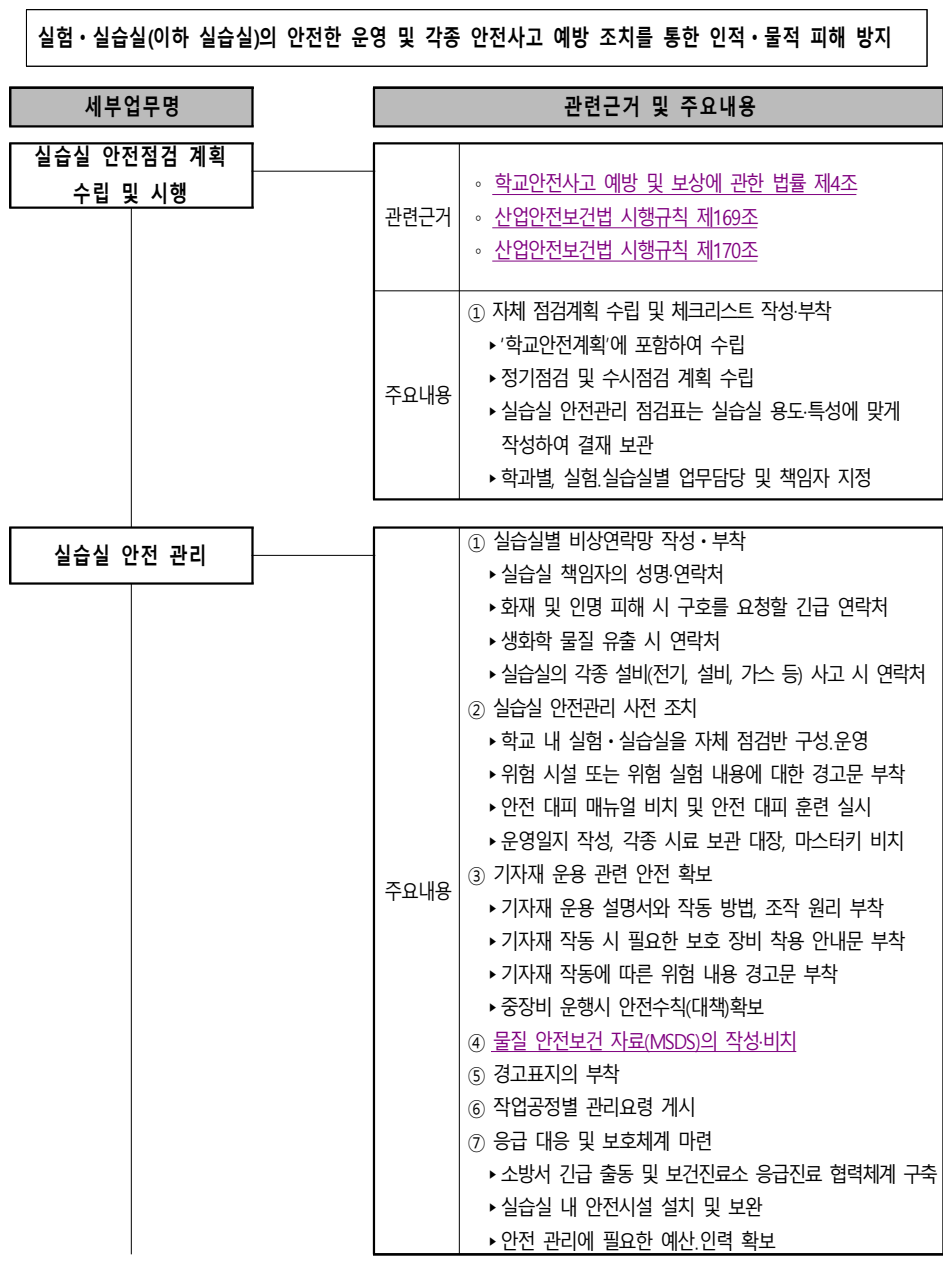 실험・실습실(이하 실습실)의 안전한 운영 및 각종 안전사고 예방 조치를 통한 인적・물적 피해 방지
세부업무명
관련근거 및 주요내용
실습실 안전점검 계획
수립 및 시행
관련근거
◦ 학교안전사고 예방 및 보상에 관한 법률 제4조
◦ 산업안전보건법 시행규칙 제169조
◦ 산업안전보건법 시행규칙 제170조
주요내용
① 자체 점검계획 수립 및 체크리스트 작성·부착
▸'학교안전계획'에 포함하여 수립
▸정기점검 및 수시점검 계획 수립
▸실습실 안전관리 점검표는 실습실 용도·특성에 맞게
작성하여 결재 보관
▸학과별, 실험.실습실별 업무담당 및 책임자 지정
실습실 안전 관리
주요내용
① 실습실별 비상연락망 작성・부착
▸실습실 책임자의 성명·연락처
▸화재 및 인명 피해 시 구호를 요청할 긴급 연락처
▸생화학 물질 유출 시 연락처
▸실습실의 각종 설비(전기, 설비, 가스 등) 사고 시 연락처
② 실습실 안전관리 사전 조치
▸학교 내 실험・실습실을 자체 점검반 구성.운영
▸위험 시설 또는 위험 실험 내용에 대한 경고문 부착
▸안전 대피 매뉴얼 비치 및 안전 대피 훈련 실시
▸운영일지 작성, 각종 시료 보관 대장, 마스터키 비치
③ 기자재 운용 관련 안전 확보
▸기자재 운용 설명서와 작동 방법, 조작 원리 부착
▸기자재 작동 시 필요한 보호 장비 착용 안내문 부착
▸기자재 작동에 따른 위험 내용 경고문 부착
▸중장비 운행시 안전수칙(대책)확보
④ 물질 안전보건 자료(MSDS)의 작성·비치
⑤ 경고표지의 부착
⑥ 작업공정별 관리요령 게시
⑦ 응급 대응 및 보호체계 마련
▸소방서 긴급 출동 및 보건진료소 응급진료 협력체계 구축
▸실습실 내 안전시설 설치 및 보완
▸안전 관리에 필요한 예산.인력 확보